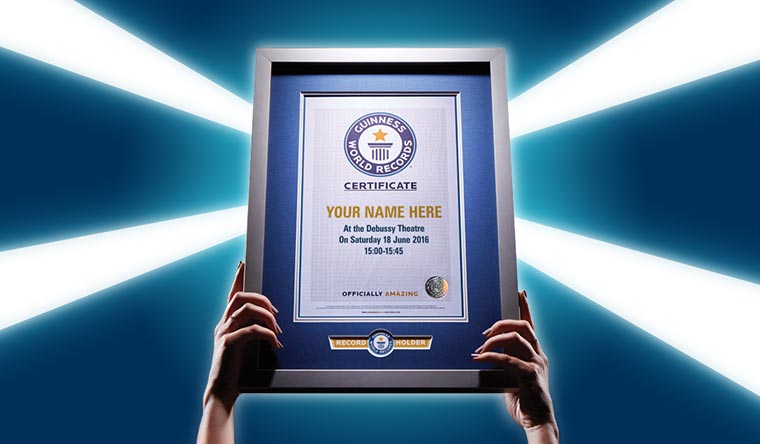 GUINNESS
WORLD RECORDS
CERTIFICATE
YOUR NAME HERE
At the Debussy Theatre
On Saturday 18 June 2016
15:00-15:45
OFFICIALLY AMAZING
RECORD HOLDER